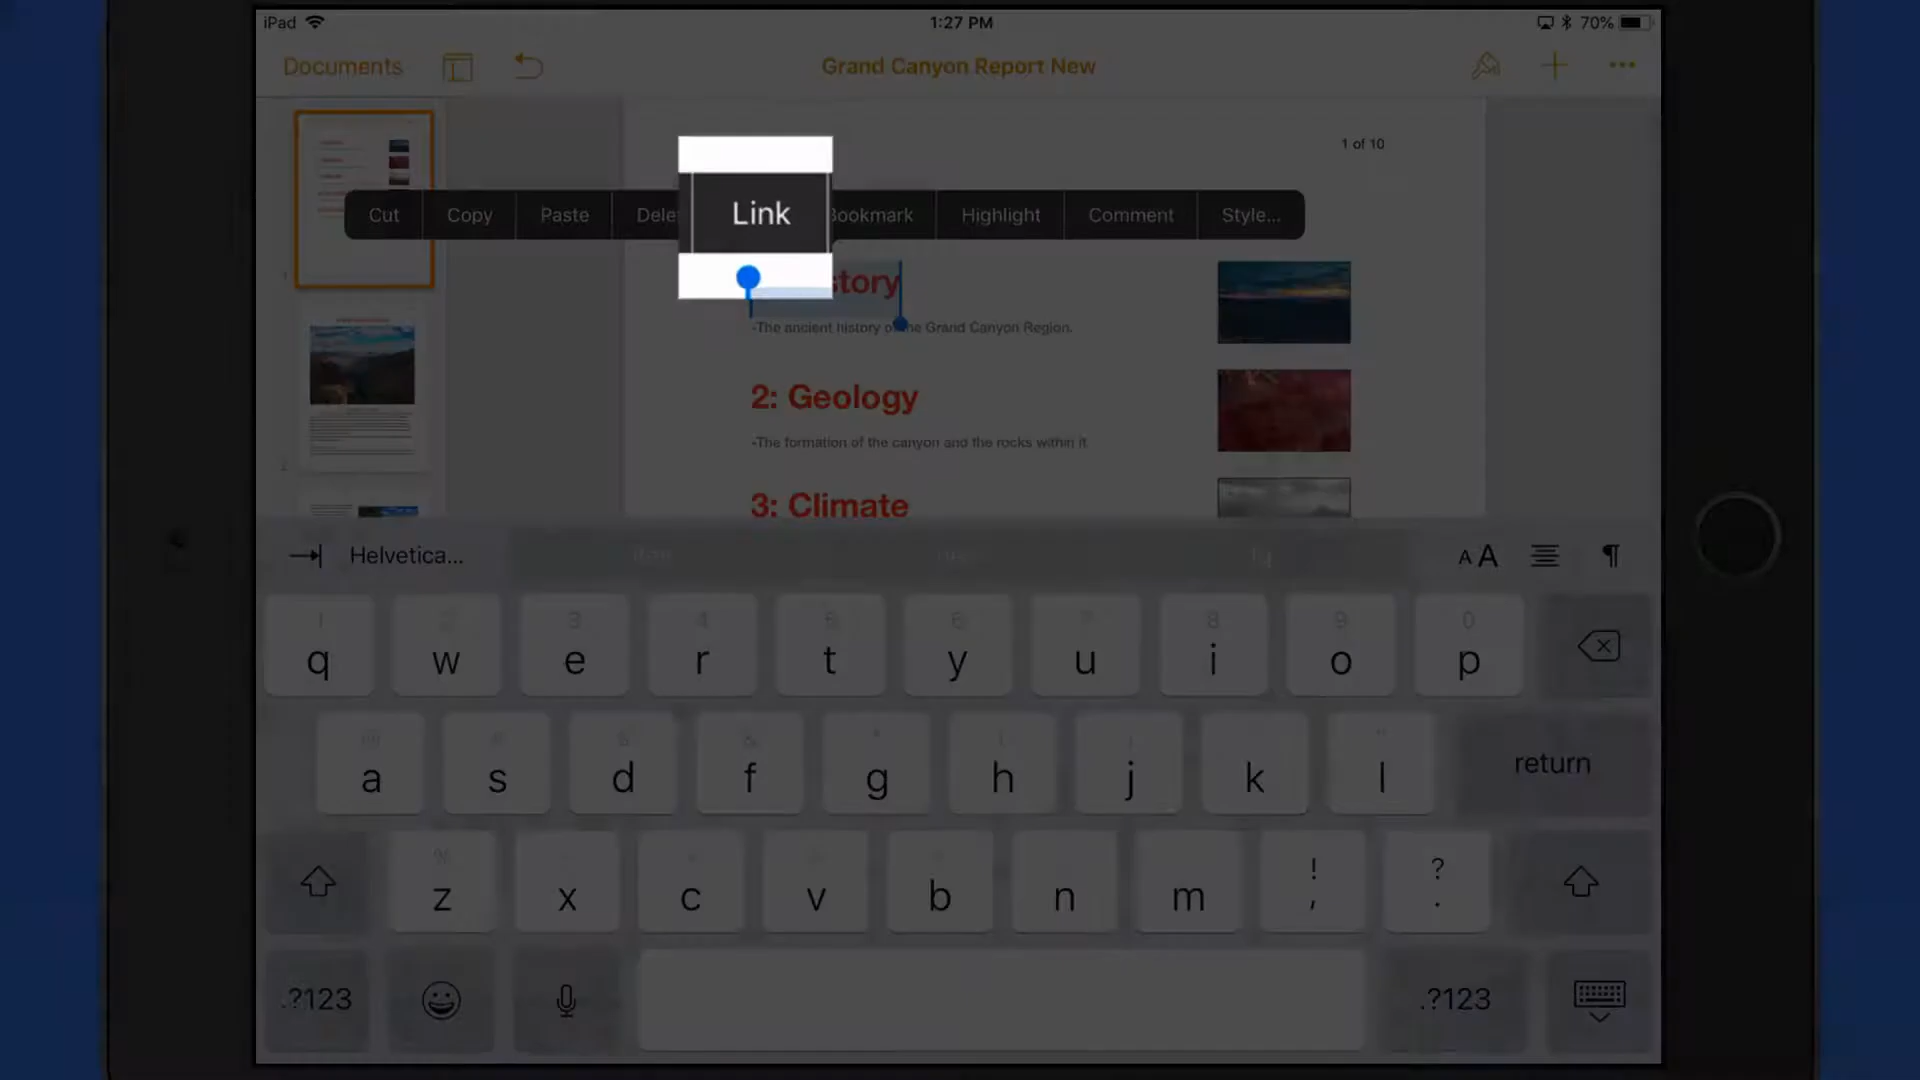 iPad
1:27 PM
70%
Documents
Grand Canyon Report New
1 of 10
Cut
Copy
Paste
Dele
Link
Bookmark
Highlight
Comment
Style...
story
-The ancient history of the Grand Canyon Region.
2: Geology
-The formation of the canyon and the rocks within it
3: Climate
Helvetica...
AA
1 2 3 4 5 6 7 8 9 0
q w e r t y u i o p
a s d f g h j k l return
z x c v b n m ! , ? .
.?123
.?123